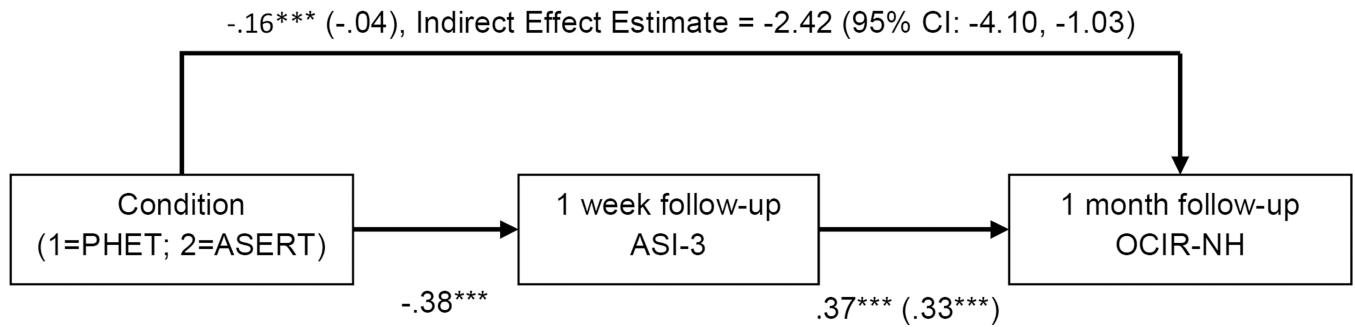 -.16*** (-.04), Indirect Effect Estimate = -2.42 (95% CI: -4.10, -1.03)
Condition
(1=PHET; 2=ASERT)
1 week follow-up
ASI-3
1 month follow-up
OCIR-NH
-.38***
.37*** (.33***)